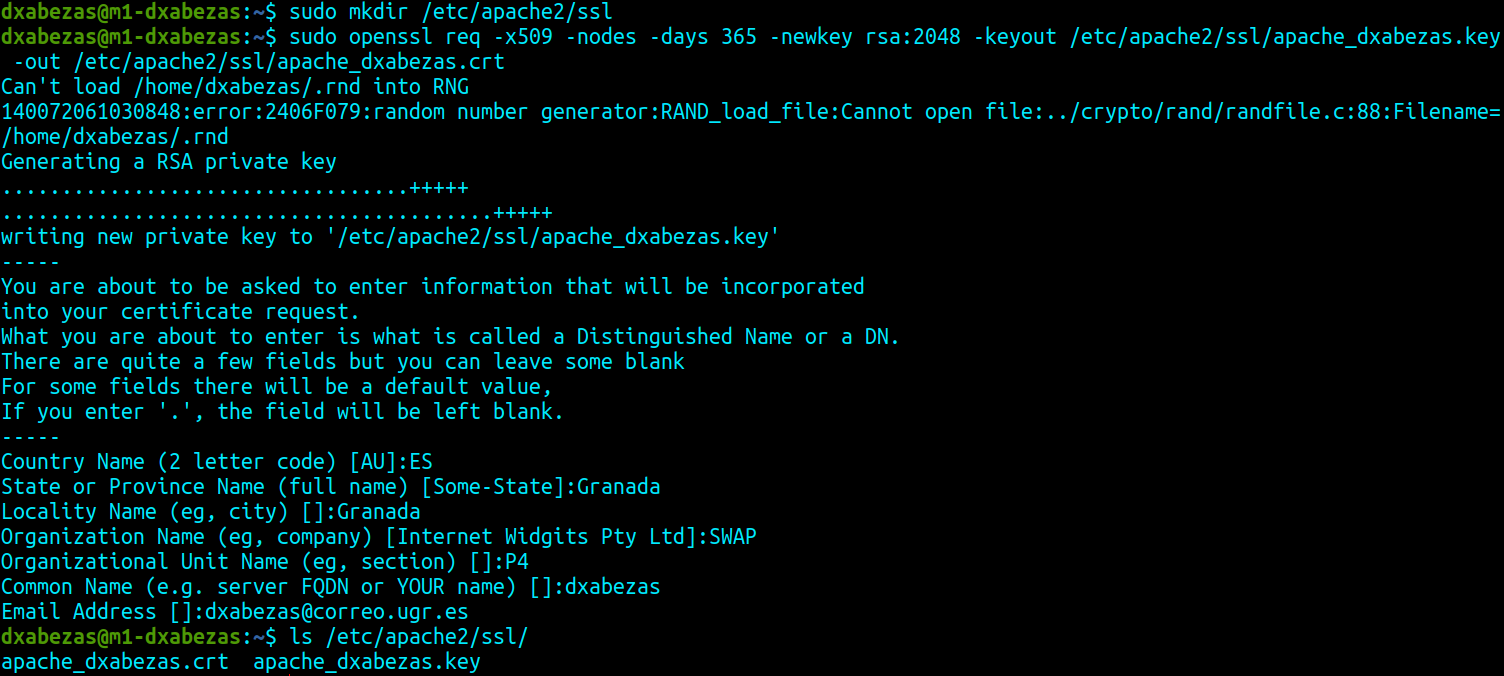 dxabezas@m1-dxabezas:~$ sudo mkdir /etc/apache2/ssl
dxabezas@m1-dxabezas:~$ sudo openssl req -x509 -nodes -days 365 -newkey rsa:2048 -keyout /etc/apache2/ssl/apache_dxabezas.key
 -out /etc/apache2/ssl/apache_dxabezas.crt
Can't load /home/dxabezas/.rnd into RNG
140072061030848:error:2406F079:random number generator:RAND_load_file:Cannot open file:../crypto/rand/randfile.c:88:Filename=
/home/dxabezas/.rnd
Generating a RSA private key
..................................+++++
.........................................+++++
writing new private key to '/etc/apache2/ssl/apache_dxabezas.key'
-----
You are about to be asked to enter information that will be incorporated
into your certificate request.
What you are about to enter is what is called a Distinguished Name or a DN.
There are quite a few fields but you can leave some blank
For some fields there will be a default value,
If you enter '.', the field will be left blank.
-----
Country Name (2 letter code) [AU]:ES
State or Province Name (full name) [Some-State]:Granada
Locality Name (eg, city) []:Granada
Organization Name (eg, company) [Internet Widgits Pty Ltd]:SWAP
Organizational Unit Name (eg, section) []:P4
Common Name (e.g. server FQDN or YOUR name) []:dxabezas
Email Address []:dxabezas@correo.ugr.es
dxabezas@m1-dxabezas:~$ ls /etc/apache2/ssl/
apache_dxabezas.crt  apache_dxabezas.key